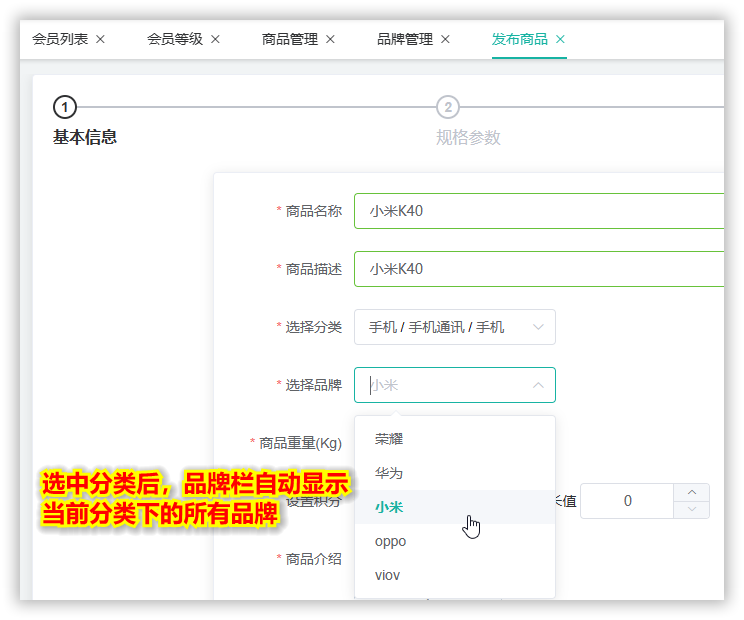 会员列表 ×
会员等级 ×
商品管理 ×
品牌管理 ×
发布商品 ×
1
2
基本信息
规格参数
* 商品名称
小米K40
* 商品描述
小米K40
* 选择分类
手机 / 手机通讯 / 手机
* 选择品牌
小米
* 商品重量(Kg)
荣耀
华为
小米
oppo
viov
选中分类后，品牌栏自动显示
当前分类下的所有品牌
设置积分
长值
0
* 商品介绍